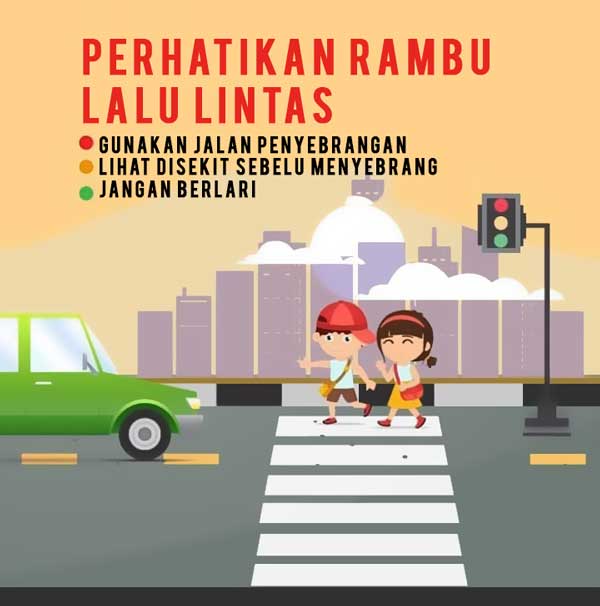 PERHATIKAN RAMBU
LALU LINTAS
GUNAKAN JALAN PENYEBRANGAN
LIHAT DISEKIT SEBELU MENYEBRANG
JANGAN BERLARI